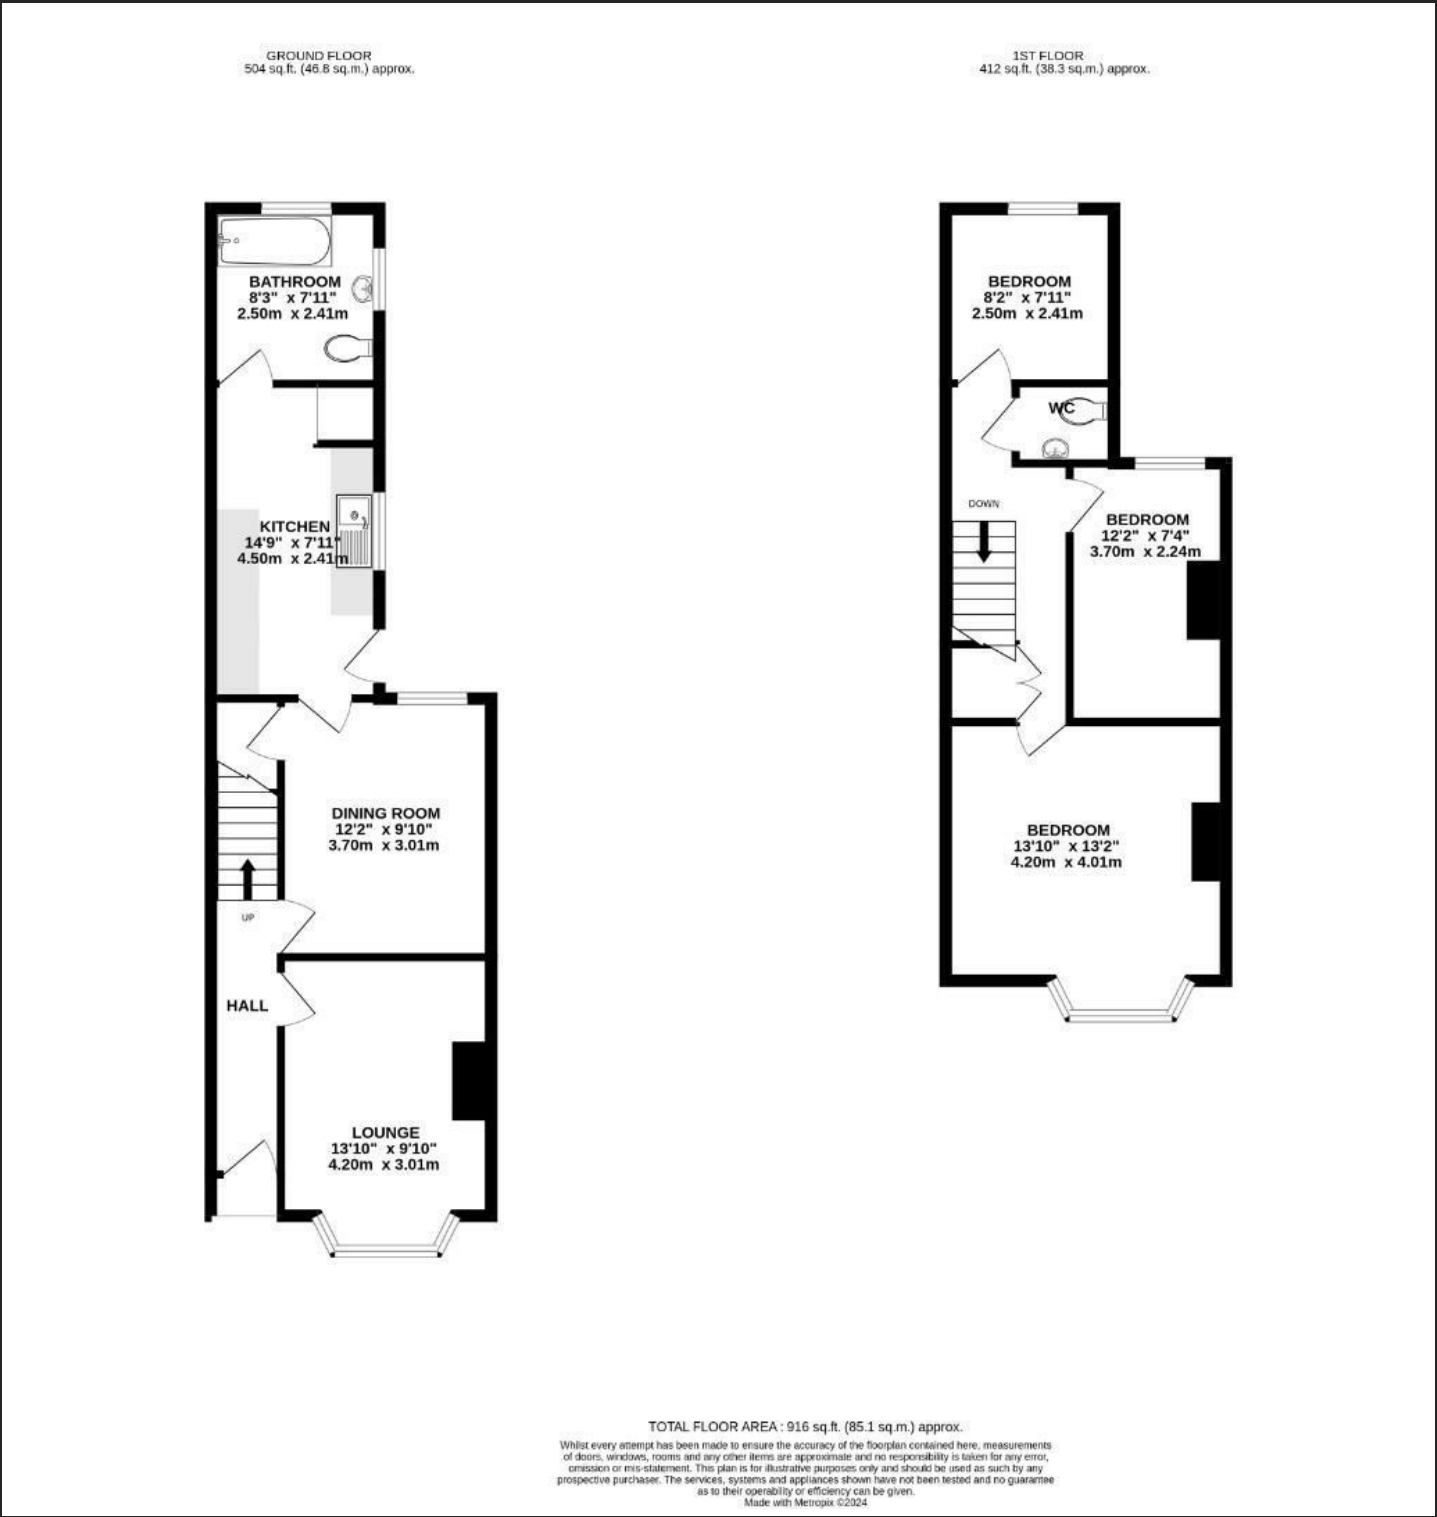 GROUND FLOOR
504 sq.ft. (46.8 sq.m.) approx.
1ST FLOOR
412 sq.ft. (38.3 sq.m.) approx.
BATHROOM
8'3" x 7'11"
2.50m x 2.41m
KITCHEN
14'9" x 7'11"
4.50m x 2.41m
DINING ROOM
12'2" x 9'10"
3.70m x 3.01m
UP
HALL
LOUNGE
13'10" x 9'10"
4.20m x 3.01m
BEDROOM
8'2" x 7'11"
2.50m x 2.41m
WC
DOWN
BEDROOM
12'2" x 7'4"
3.70m x 2.24m
BEDROOM
13'10" x 13'2"
4.20m x 4.01m
TOTAL FLOOR AREA : 916 sq.ft. (85.1 sq.m.) approx.
Whilst every attempt has been made to ensure the accuracy of the floorplan contained here, measurements
of doors, windows, rooms and any other items are approximate and no responsibility is taken for any error,
omission or mis-statement. This plan is for illustrative purposes only and should be used as such by any
prospective purchaser. The services, systems and appliances shown have not been tested and no guarantee
as to their operability or efficiency can be given.
Made with Metropix ©2024